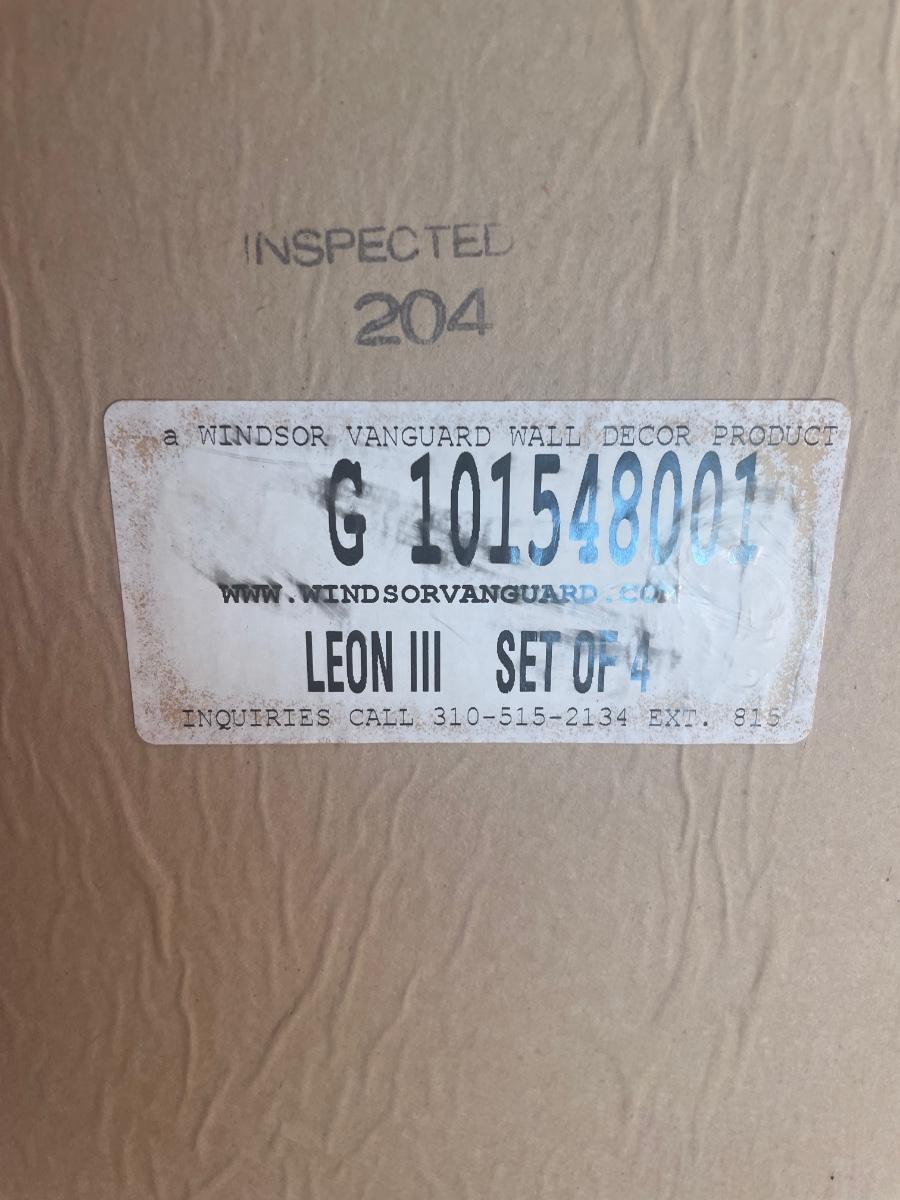 INSPECTED
204
a WINDSOR VANGUARD WALL DECOR PRODUCT
G 101548001
WWW.WINDSORVANGUARD.COM
LEON III SET OF 4
INQUIRIES CALL 310-515-2134 EXT. 815